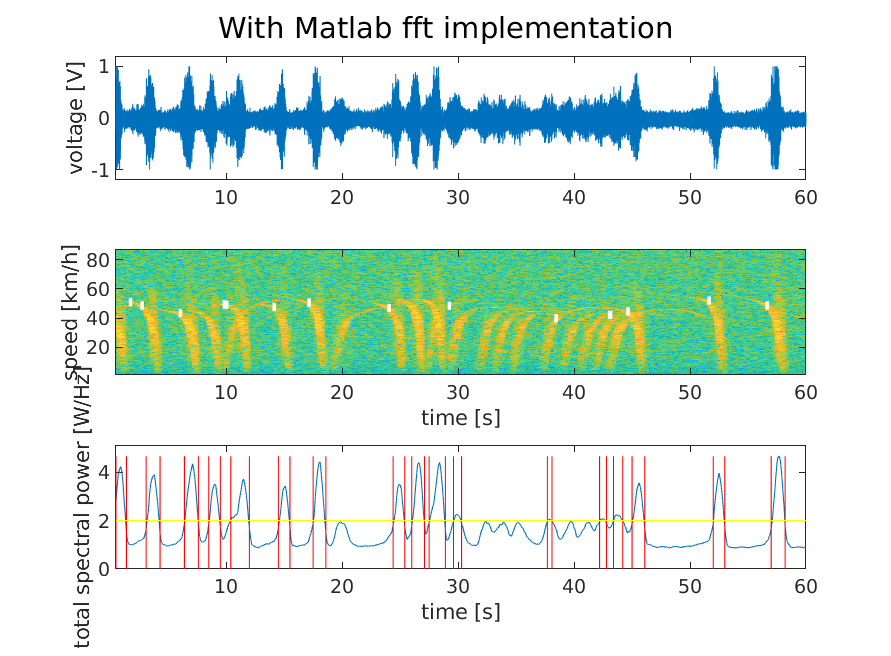 With Matlab fft implementation
voltage [V]
1
0
-1
10 20 30 40 50 60
speed [km/h]
80
60
40
20
10 20 30 40 50 60
time [s]
total spectral power [W/Hz]
4
2
0
10 20 30 40 50 60
time [s]